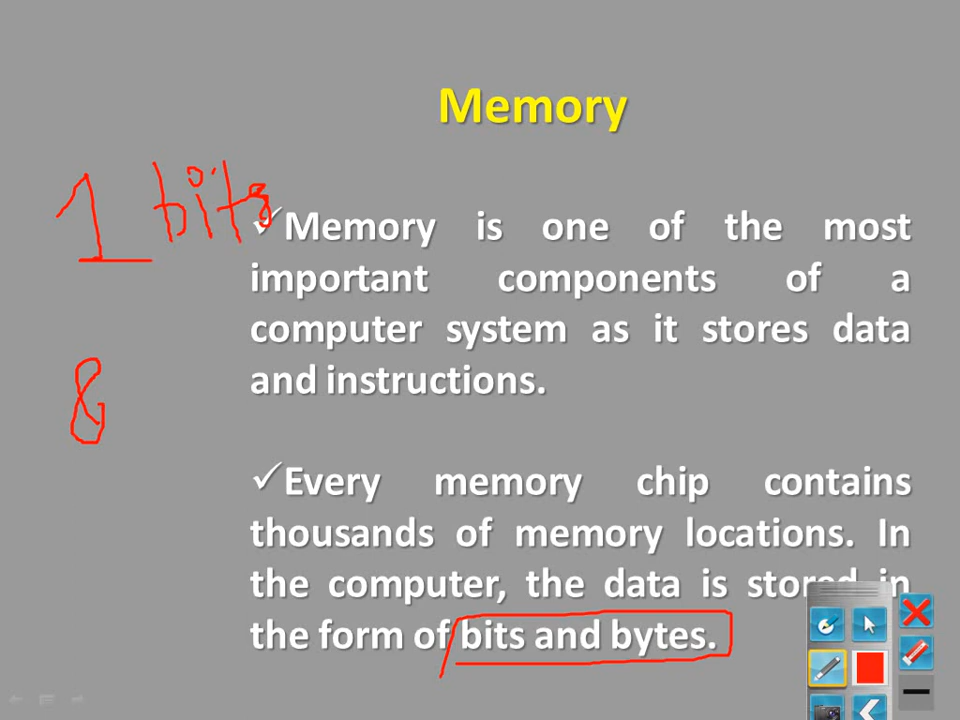 Memory
1 bits
✓Memory is one of the most
important components of a
computer system as it stores data
and instructions.
8
✓Every memory chip contains
thousands of memory locations. In
the computer, the data is stored in
the form of bits and bytes.